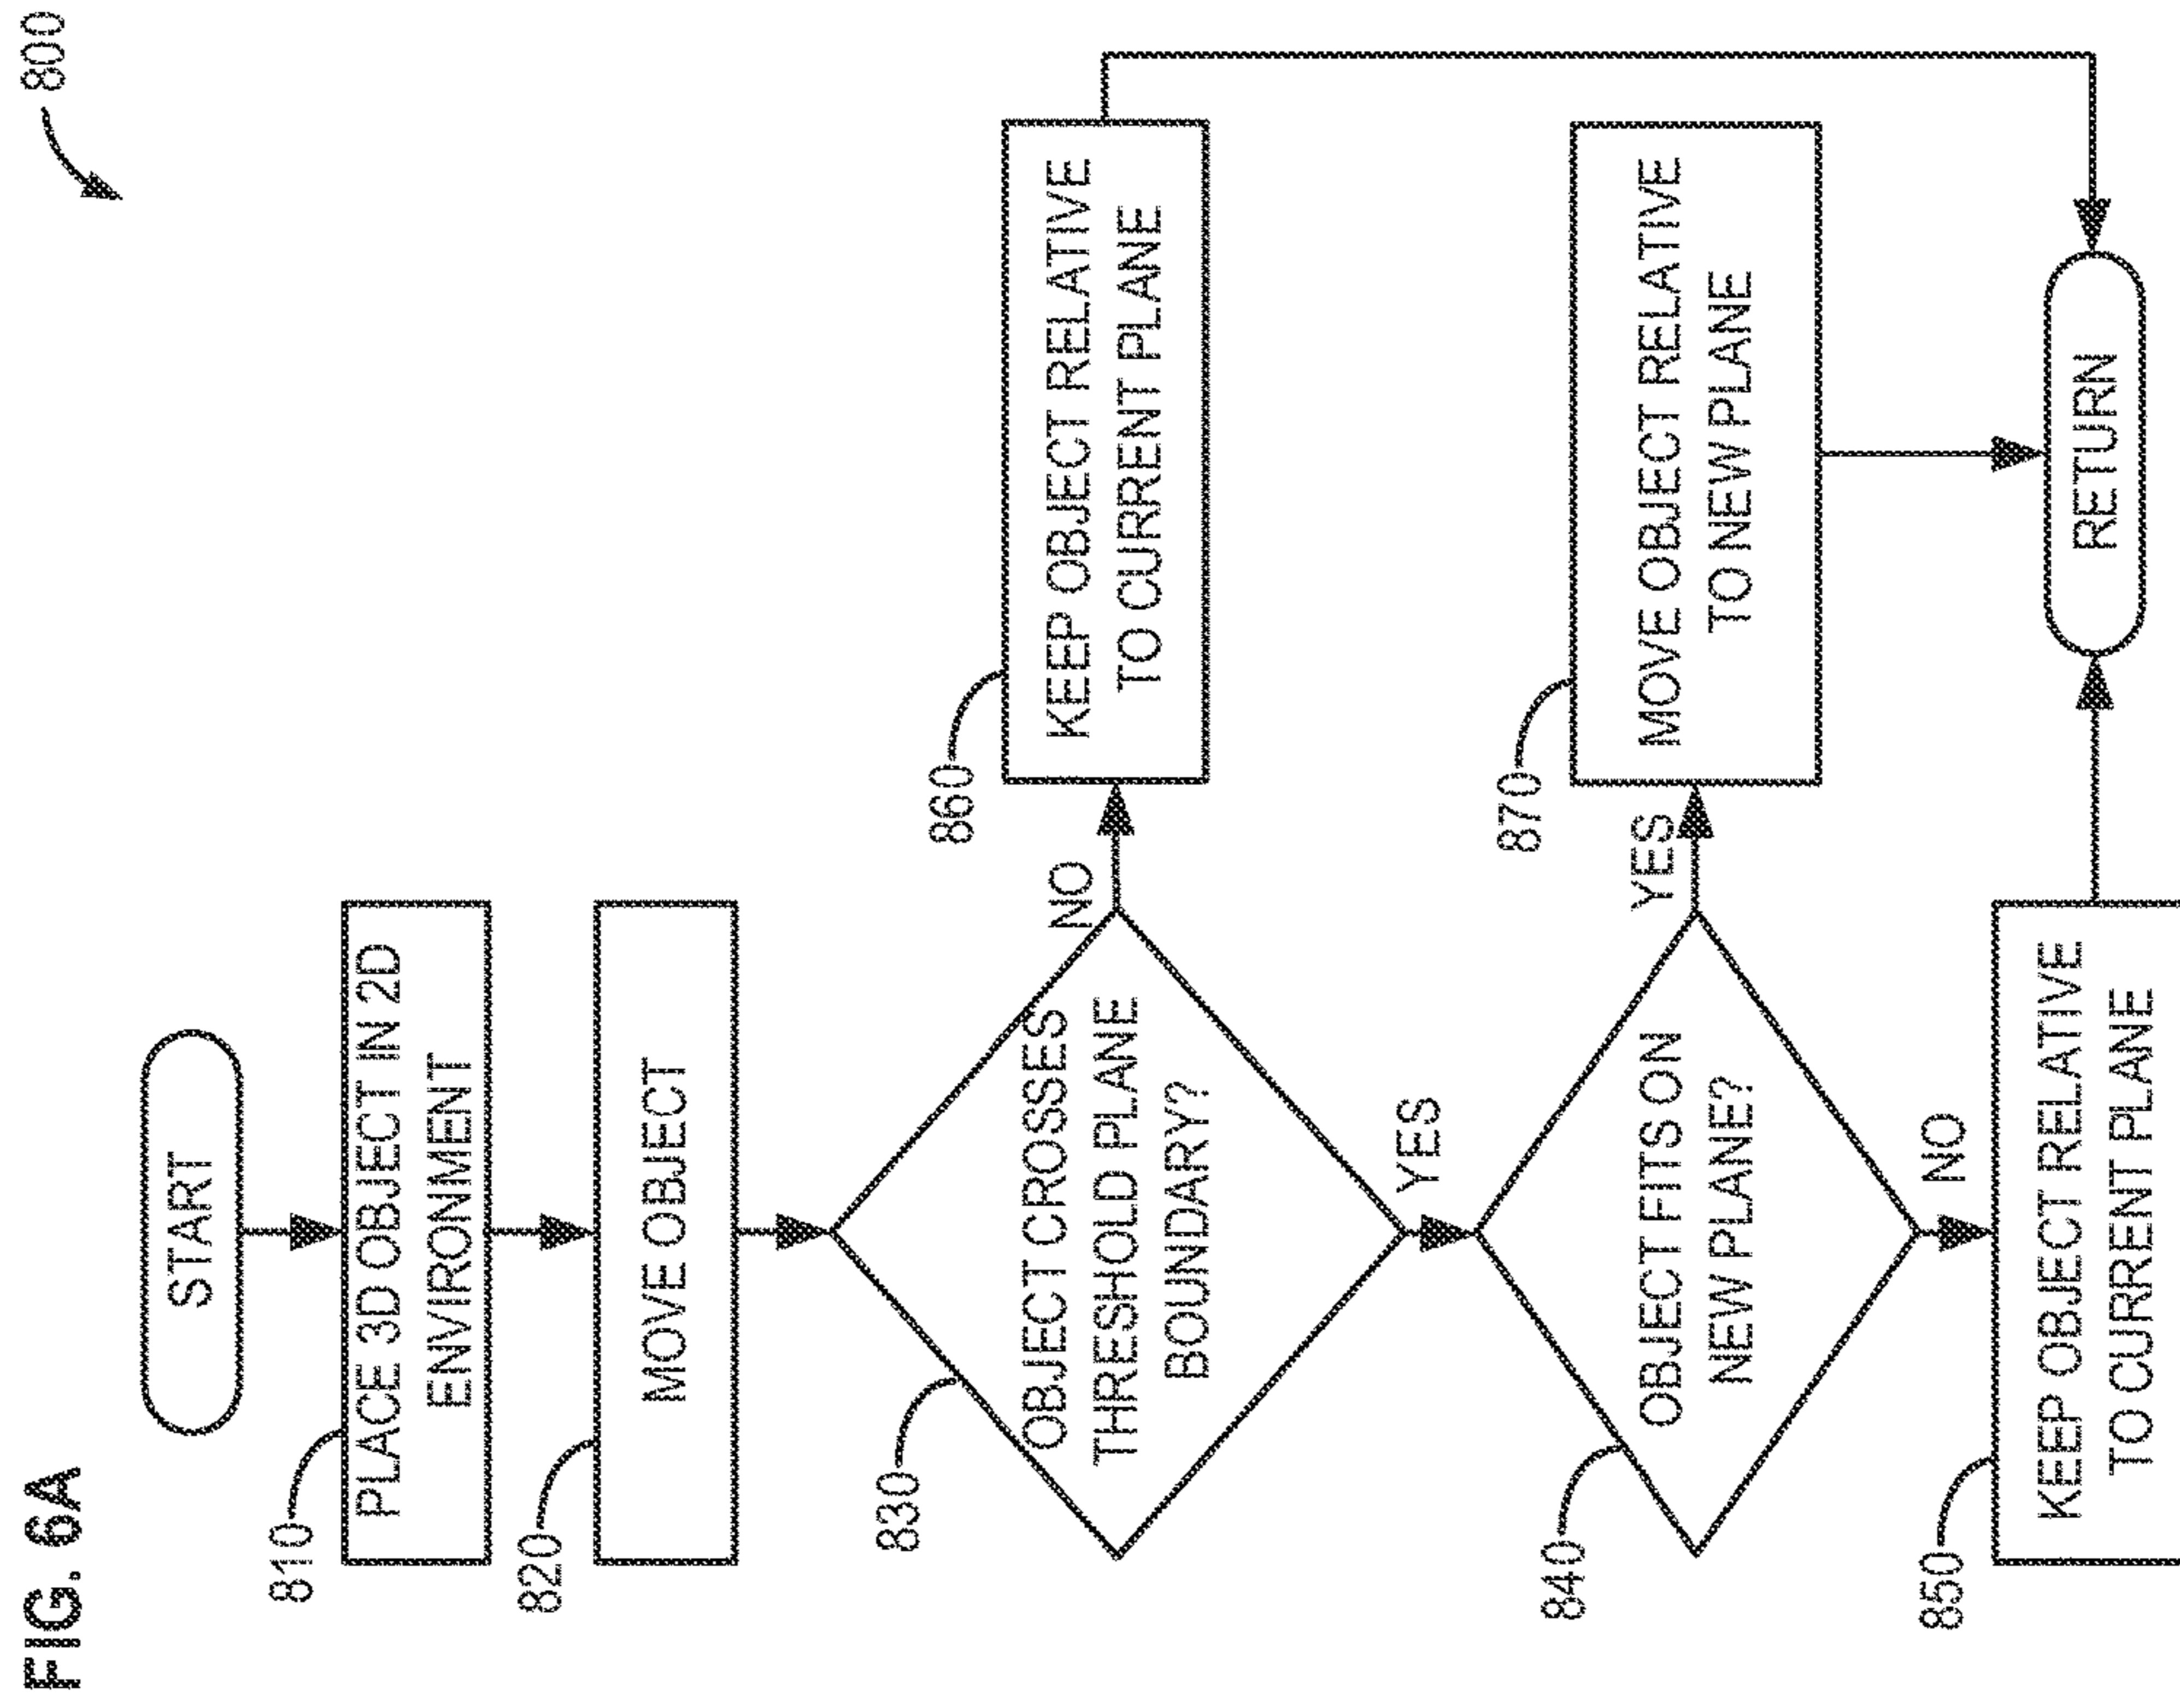 FIG. 6A
800
START
810
PLACE 3D OBJECT IN 2D
ENVIRONMENT
820
MOVE OBJECT
830
OBJECT CROSSES
THRESHOLD PLANE
BOUNDARY?
NO
860
KEEP OBJECT RELATIVE
TO CURRENT PLANE
YES
840
OBJECT FITS ON
NEW PLANE?
YES
870
MOVE OBJECT RELATIVE
TO NEW PLANE
NO
850
KEEP OBJECT RELATIVE
TO CURRENT PLANE
RETURN